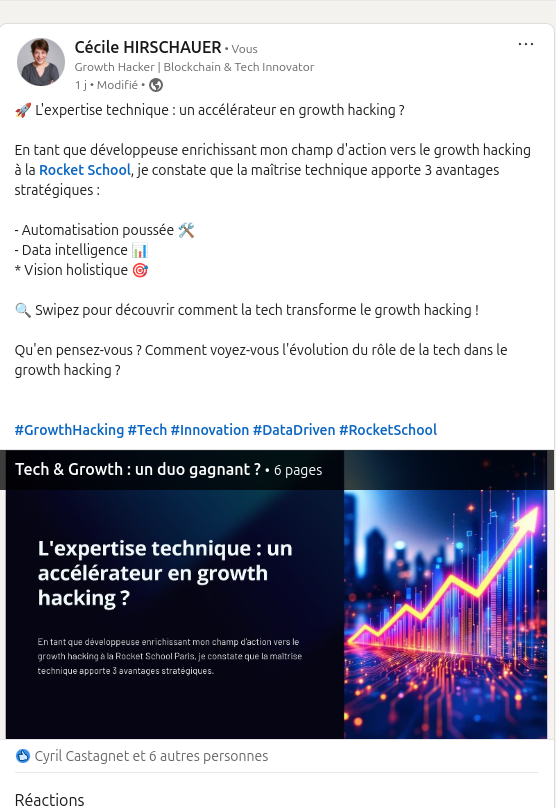 Cécile HIRSCHAUER • Vous
Growth Hacker | Blockchain & Tech Innovator
1 j • Modifié •
🚀 L'expertise technique : un accélérateur en growth hacking ?
En tant que développeuse enrichissant mon champ d'action vers le growth hacking
à la Rocket School, je constate que la maîtrise technique apporte 3 avantages
stratégiques :
- Automatisation poussée 🛠️
- Data intelligence 📊
* Vision holistique 🎯
🔍 Swipez pour découvrir comment la tech transforme le growth hacking !
Qu'en pensez-vous ? Comment voyez-vous l'évolution du rôle de la tech dans le
growth hacking ?
#GrowthHacking #Tech #Innovation #DataDriven #RocketSchool
Tech & Growth : un duo gagnant ? • 6 pages
L'expertise technique : un
accélérateur en growth
hacking ?
En tant que développeuse enrichissant mon champ d'action vers le
growth hacking à la Rocket School Paris, je constate que la maîtrise
technique apporte 3 avantages stratégiques.
Cyril Castagnet et 6 autres personnes
Réactions